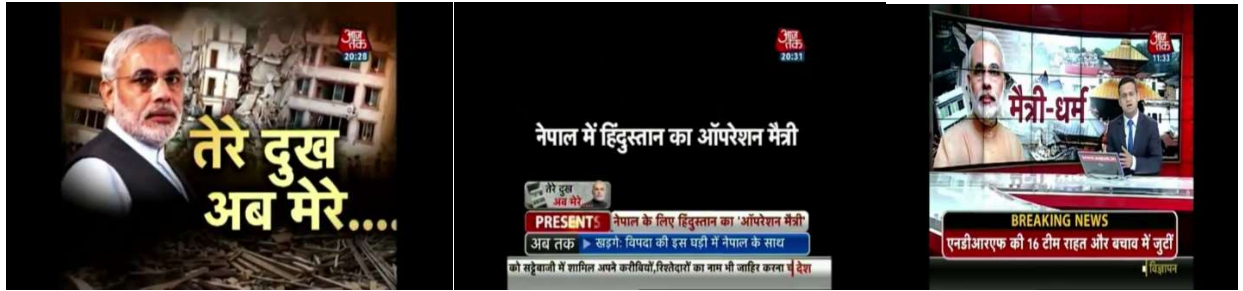 आज तक
20:28
तेरे दुख
अब मेरे....
आज तक
20:31
नेपाल में हिंदुस्तान का ऑपरेशन मैत्री
तेरे दुख
अब मेरे...
PRESENTS नेपाल के लिए हिंदुस्तान का 'ऑपरेशन मैत्री'
अब तक खड़गे: विपदा की इस घड़ी में नेपाल के साथ
को सट्टेबाजी में शामिल अपने करीबियों,रिश्तेदारों का नाम भी जाहिर करना देश
आज तक
11:33
मैत्री-धर्म
BREAKING NEWS
एनडीआरएफ की 16 टीम राहत और बचाव में जुटीं
विज्ञापन